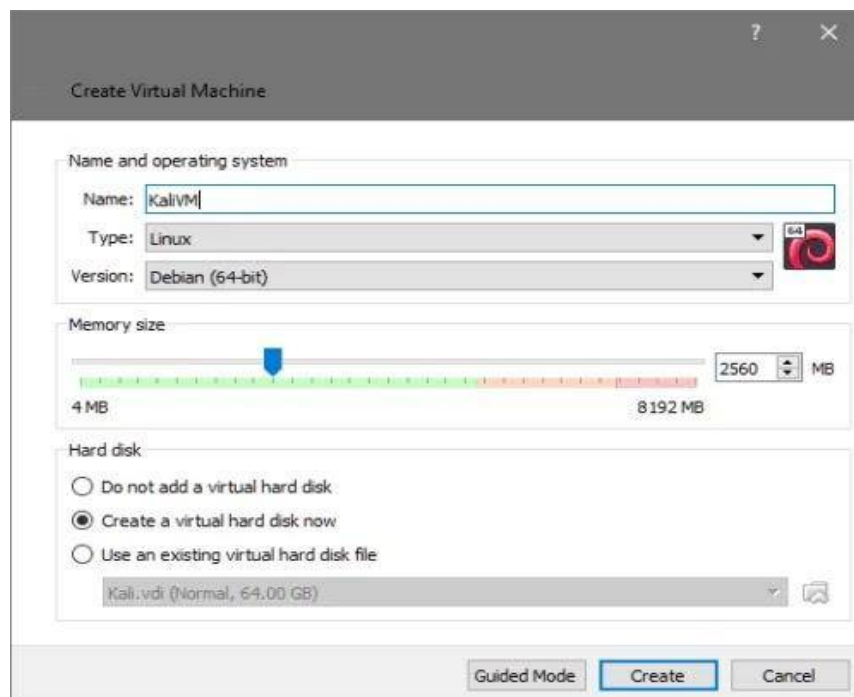 ?
Create Virtual Machine
Name and operating system
Name: KaliVM
Type: Linux
64
Version: Debian (64-bit)
Memory size
2560 MB
4 MB 8192 MB
Hard disk
Do not add a virtual hard disk
Create a virtual hard disk now
Use an existing virtual hard disk file
Kali.vdi (Normal, 64.00 GB)
Guided Mode Create Cancel